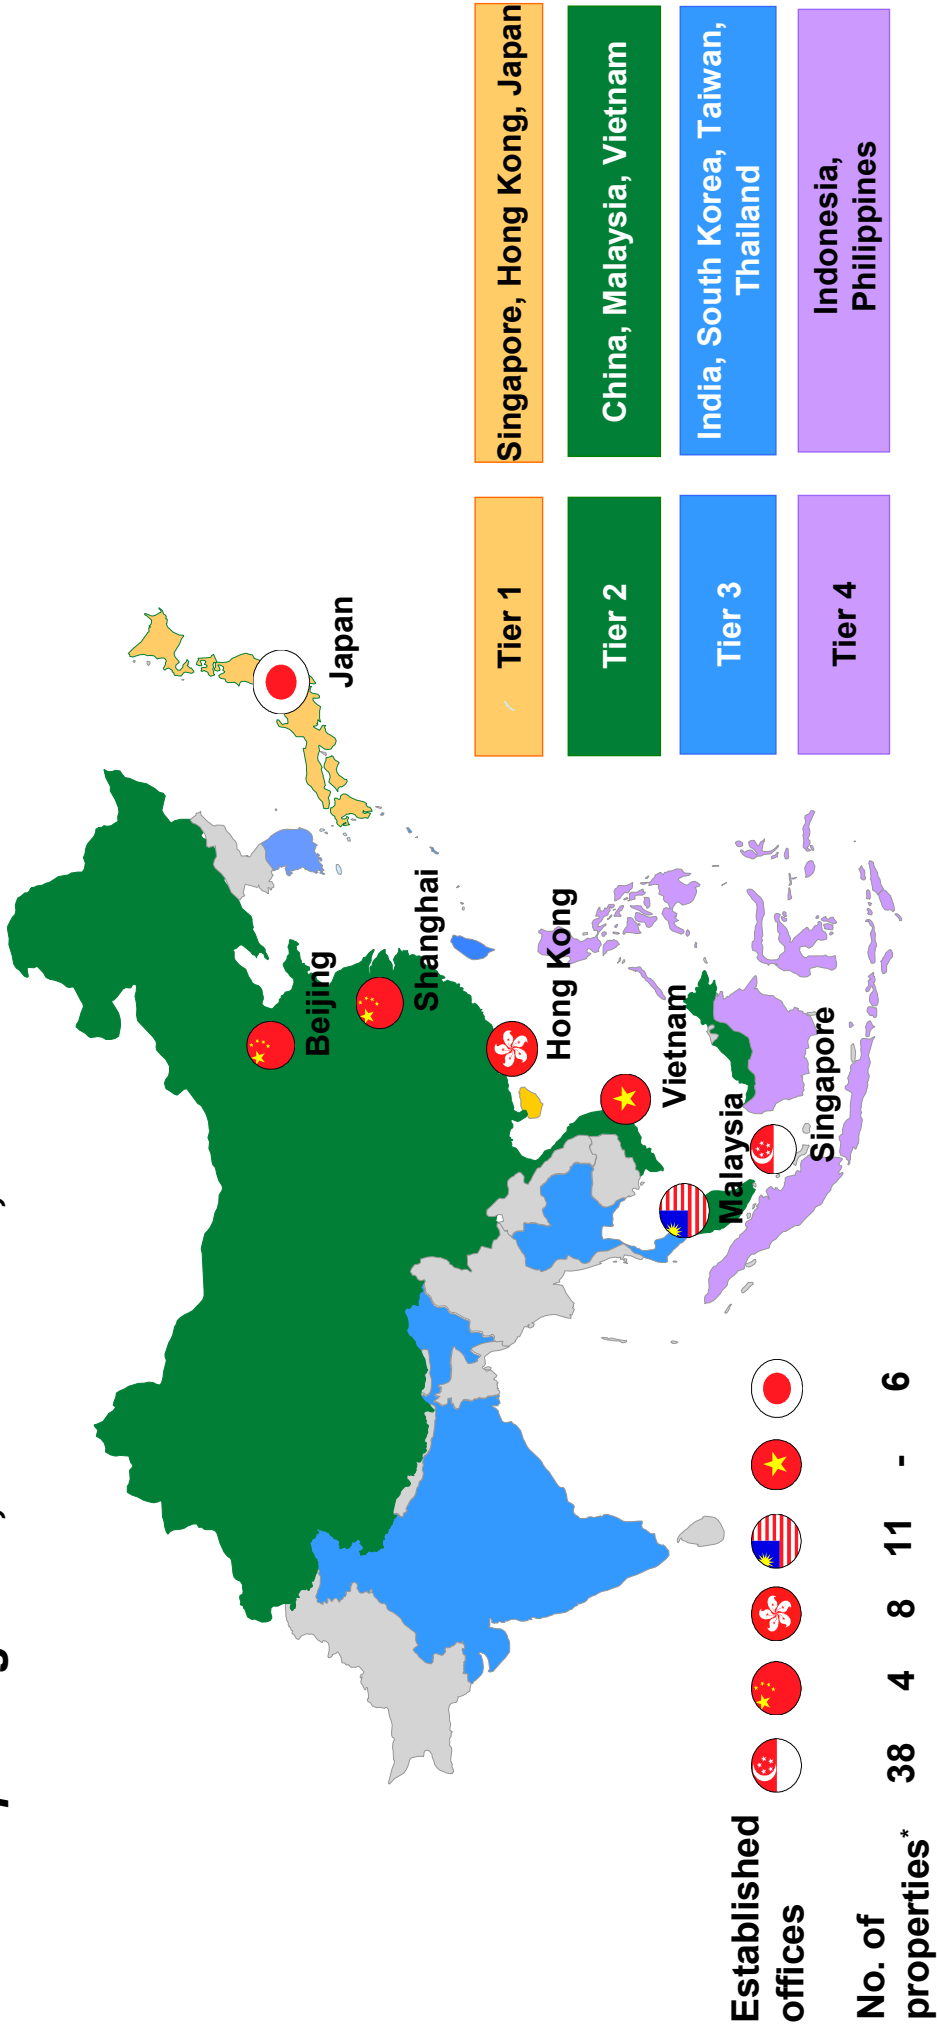 Japan
Beijing
Shanghai
Hong Kong
Vietnam
Malaysia
Singapore
Tier 1
Singapore, Hong Kong, Japan
Tier 2
China, Malaysia, Vietnam
Tier 3
India, South Korea, Taiwan,
Thailand
Tier 4
Indonesia,
Philippines
Established
offices
No. of
properties*
38 4 8 11 - 6